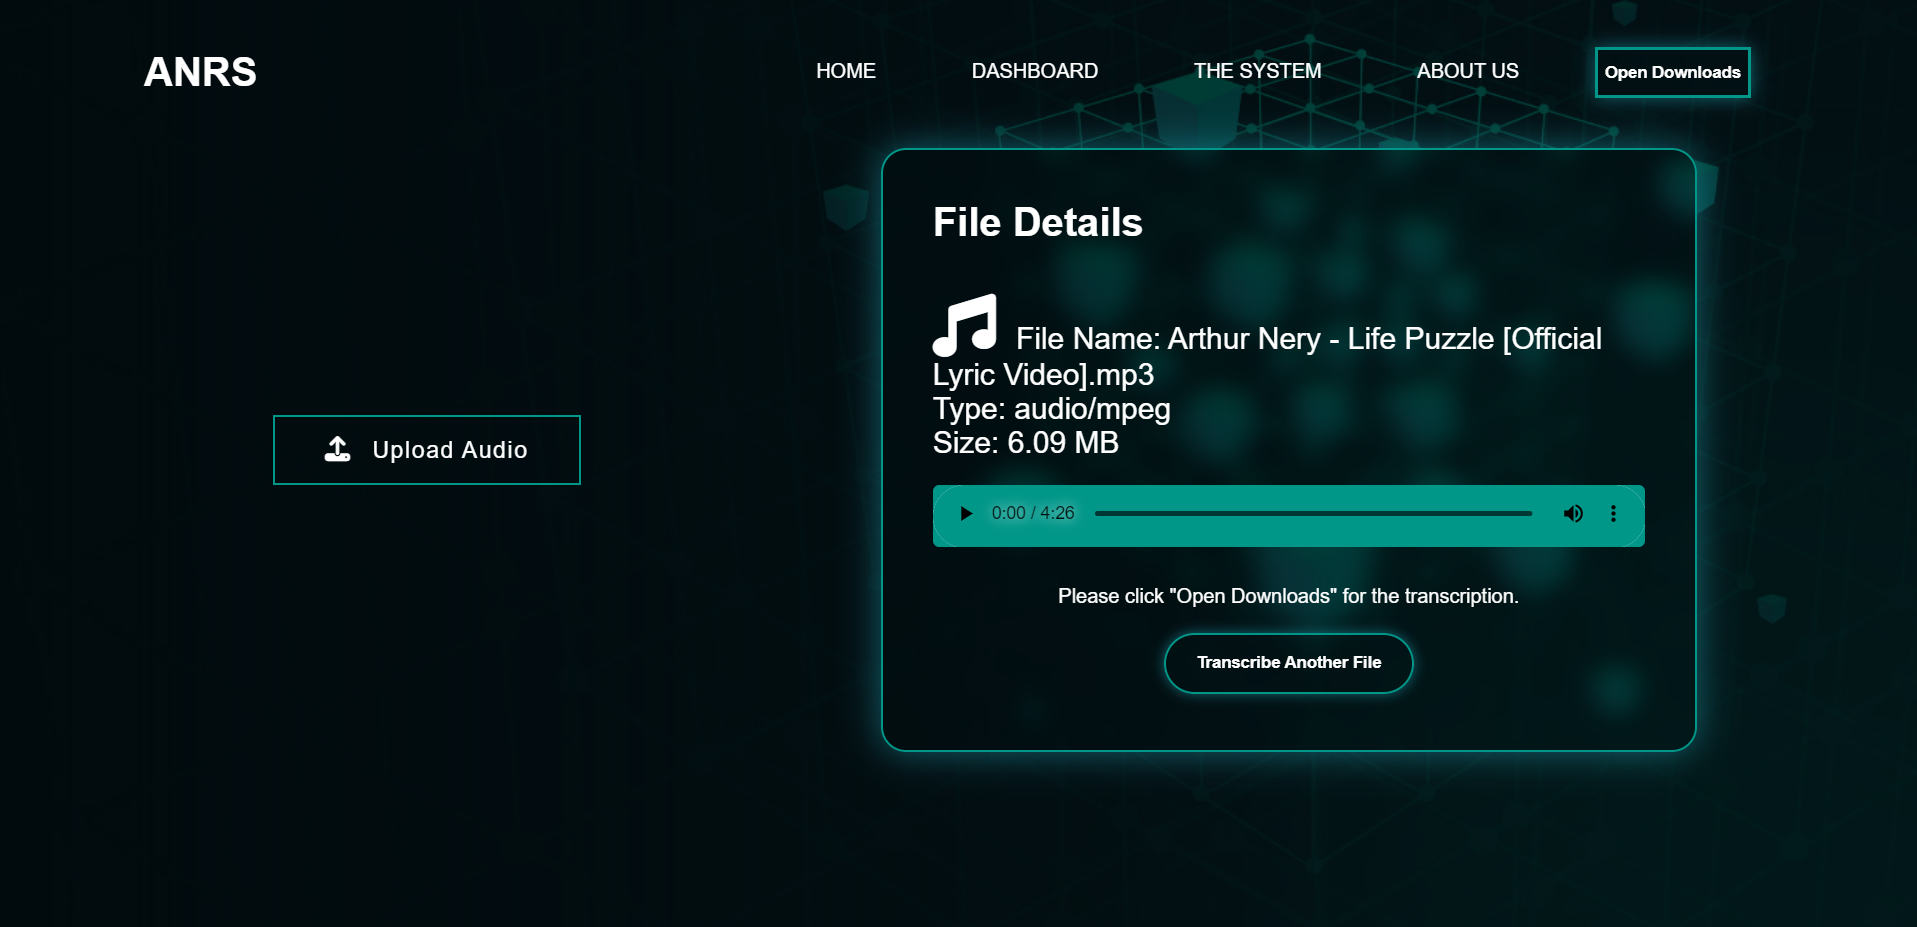 ANRS
HOME
DASHBOARD
THE SYSTEM
ABOUT US
Open Downloads
File Details
File Name: Arthur Nery - Life Puzzle [Official
Lyric Video].mp3
Type: audio/mpeg
Size: 6.09 MB
Upload Audio
0:00 / 4:26
Please click "Open Downloads" for the transcription.
Transcribe Another File